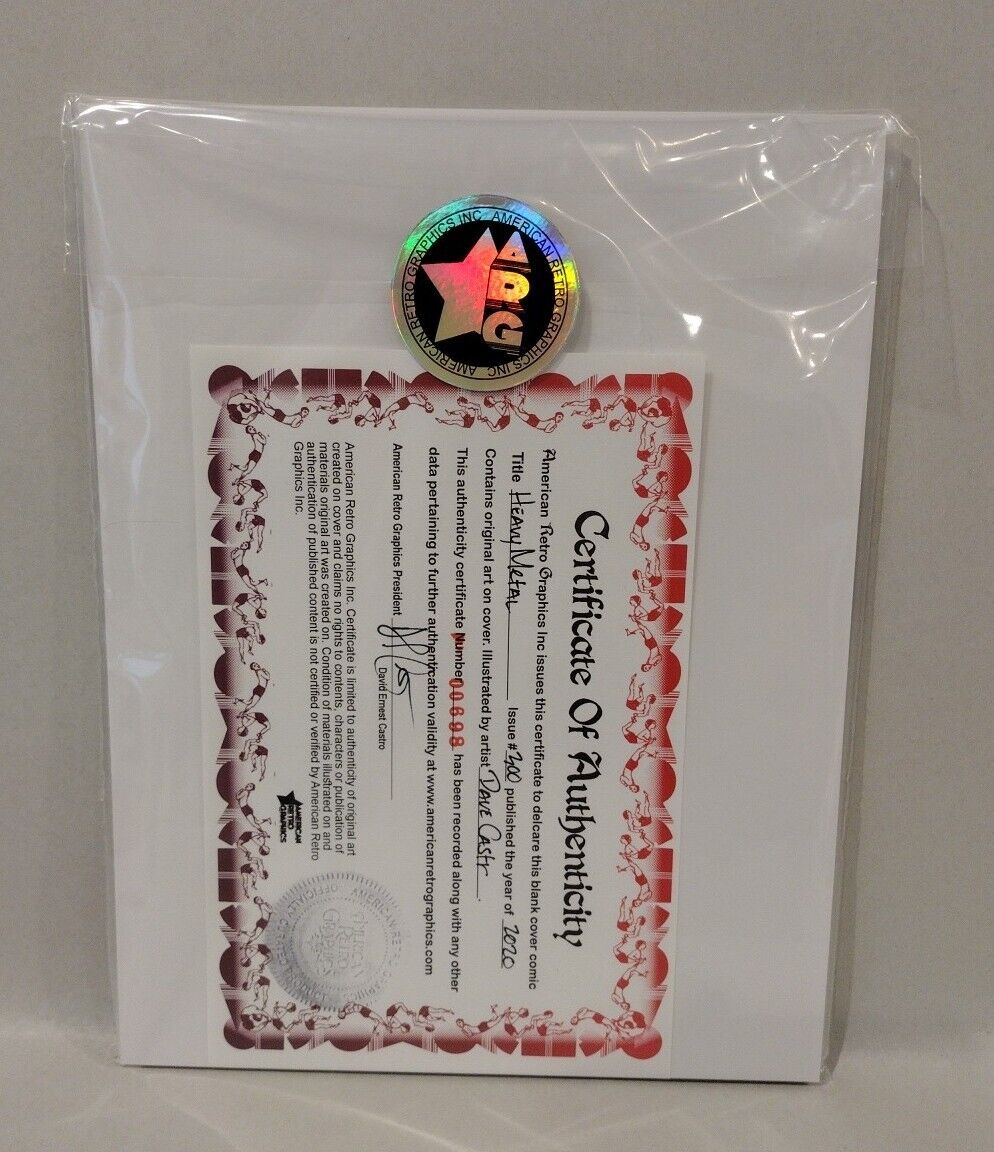 AMERICAN RETRO GRAPHICS INC. AMERICAN RETRO GRAPHICS INC.
ARG
Certificate Of Authenticity
American Retro Graphics Inc issues this certificate to delcare this blank cover comic
Title Heavy Metal Issue #300 published the year of 2020
Contains original art on cover. Illustrated by artist Dave Castr.
This authenticity certificate Number 00698 has been recorded along with any other
data pertaining to further authentication validity at www.americanretrographics.com
American Retro Graphics President
David Ernest Castro
American Retro Graphics Inc. Certificate is limited to authenticity of original art
created on cover and claims no rights to contents, characters or publication of
materials original art was created on. Condition of materials illustrated on and
authentication of published content is not certified or verified by American Retro
Graphics Inc.
AMERICAN
RETRO
GRAPHICS
AMERICAN
RETRO
GRAPHICS